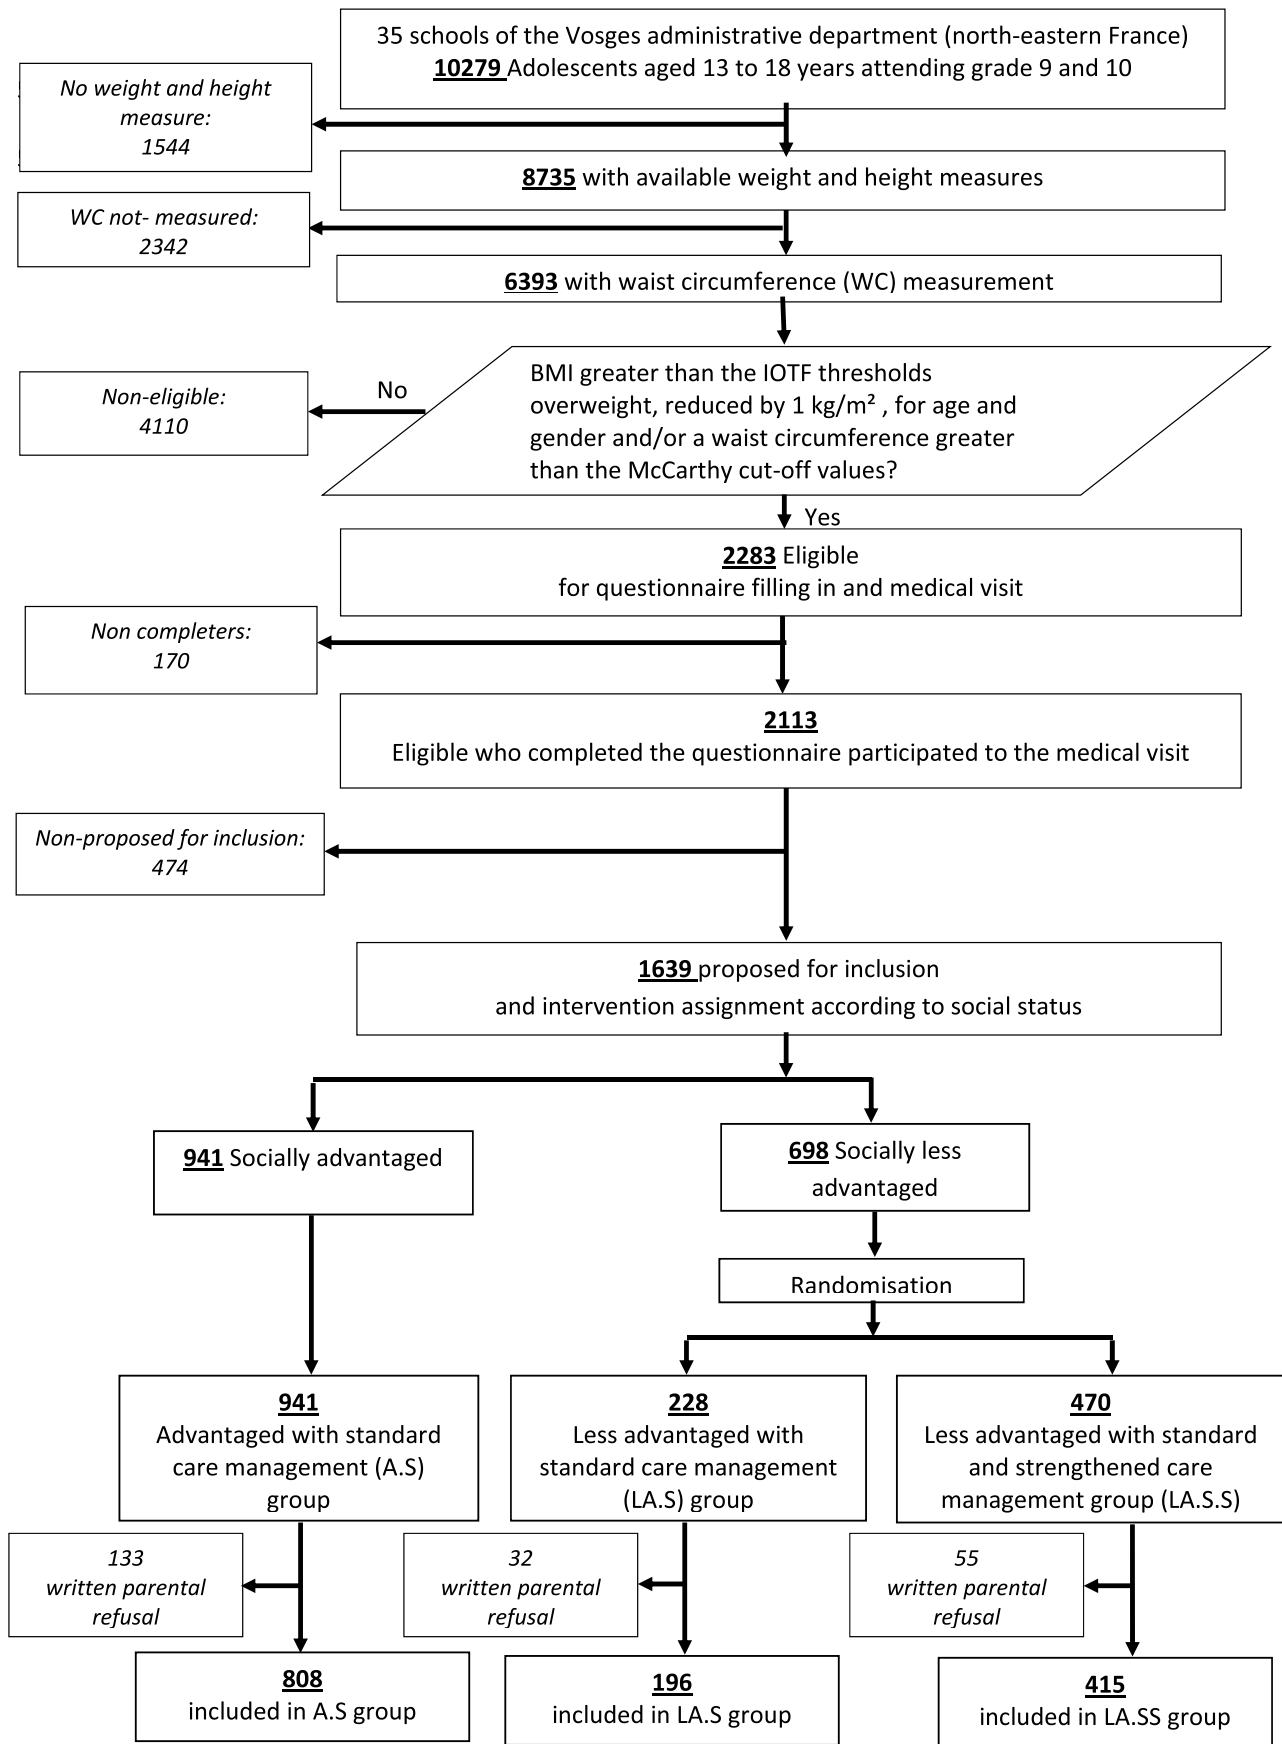 35 schools of the Vosges administrative department (north-eastern France)
10279 Adolescents aged 13 to 18 years attending grade 9 and 10
No weight and height
measure:
1544
8735 with available weight and height measures
WC not- measured:
2342
6393 with waist circumference (WC) measurement
BMI greater than the IOTF thresholds
overweight, reduced by 1 kg/m² , for age and
gender and/or a waist circumference greater
than the McCarthy cut-off values?
No
Non-eligible:
4110
Yes
2283 Eligible
for questionnaire filling in and medical visit
Non completers:
170
2113
Eligible who completed the questionnaire participated to the medical visit
Non-proposed for inclusion:
474
1639 proposed for inclusion
and intervention assignment according to social status
941 Socially advantaged
698 Socially less
advantaged
Randomisation
941
Advantaged with standard
care management (A.S)
group
228
Less advantaged with
standard care management
(LA.S) group
470
Less advantaged with standard
and strengthened care
management group (LA.S.S)
133
written parental
refusal
32
written parental
refusal
55
written parental
refusal
808
included in A.S group
196
included in LA.S group
415
included in LA.SS group